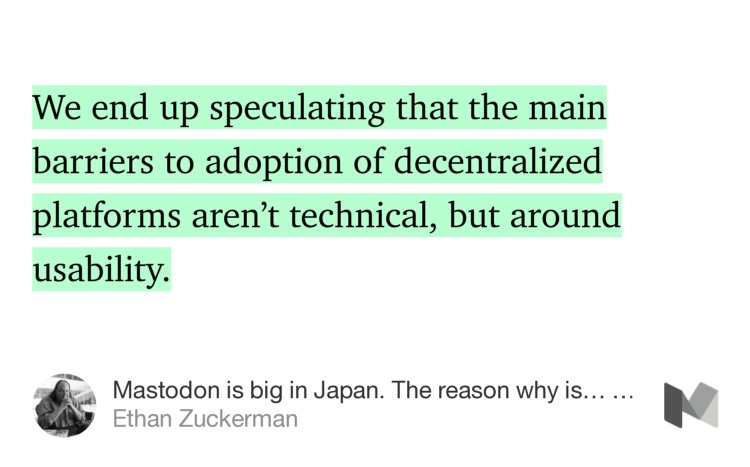 We end up speculating that the main
barriers to adoption of decentralized
platforms aren’t technical, but around
usability.
Mastodon is big in Japan. The reason why is… …
Ethan Zuckerman